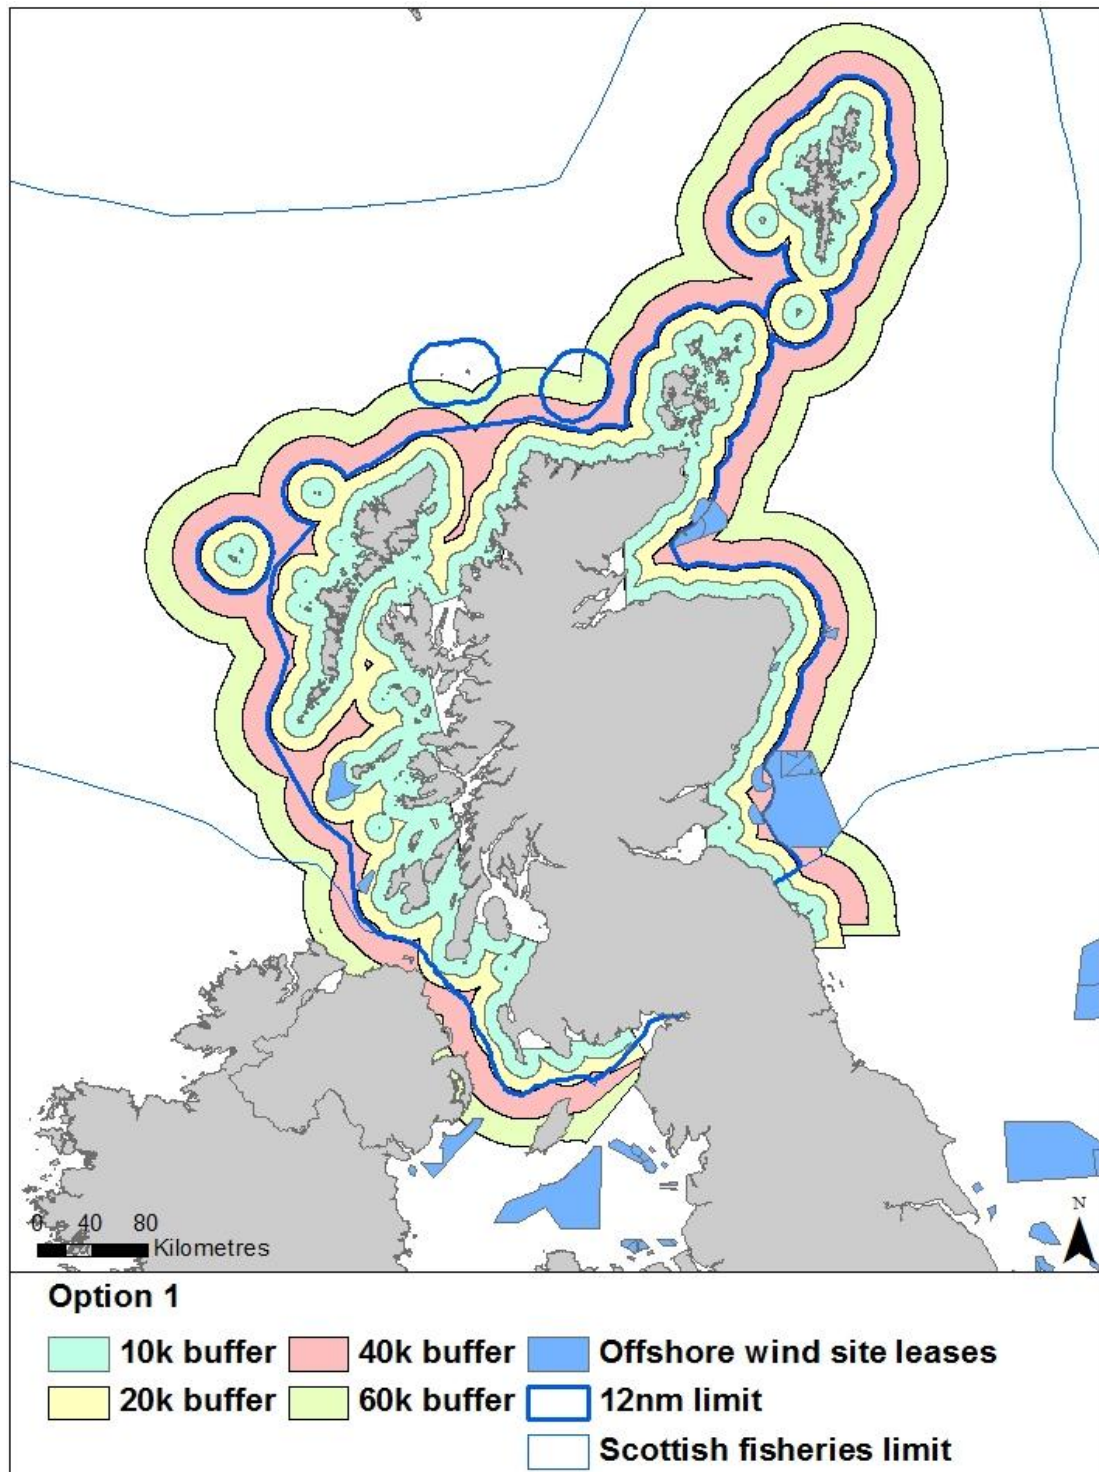 N
0 40 80
Kilometres
Option 1
10k buffer 40k buffer Offshore wind site leases
20k buffer 60k buffer 12nm limit
Scottish fisheries limit